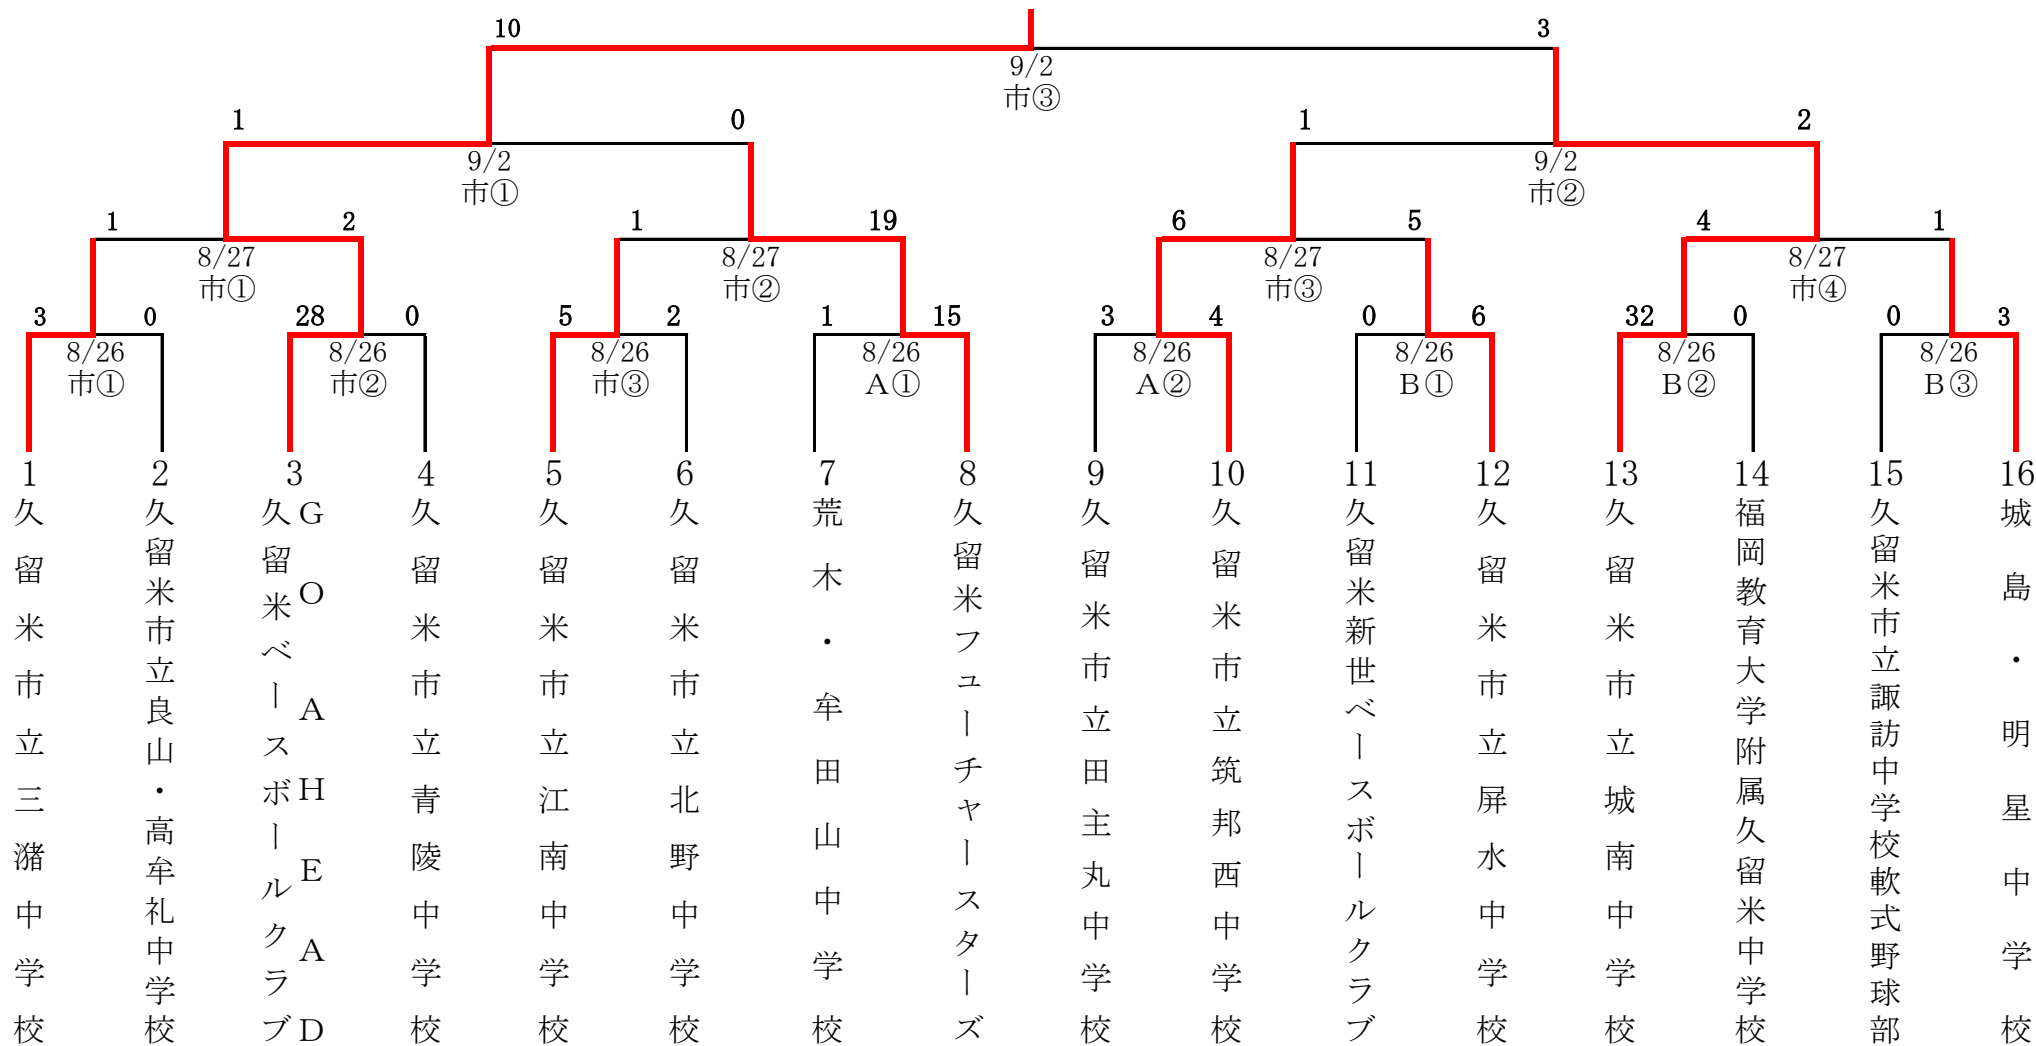 10 3
9/2
市③
1 0 1 2
9/2 9/2
市① 市②
1 2 1 19 6 5 4 1
8/27 8/27 8/27 8/27
市① 市② 市③ 市④
3 0 28 0 5 2 1 15 3 4 0 6 32 0 0 3
8/26 8/26 8/26 8/26 8/26 8/26 8/26 8/26
市① 市② 市③ A① A② B① B② B③
1 2 3 4 5 6 7 8 9 10 11 12 13 14 15 16
久留米市立三潴中学校
久留米市立良山・高牟礼中学校
久留米ベースボールクラブ
GO AHEAD
久留米市立青陵中学校
久留米市立江南中学校
久留米市立北野中学校
荒木・牟田山中学校
久留米フューチャースターズ
久留米市立田主丸中学校
久留米市立筑邦西中学校
久留米新世ベースボールクラブ
久留米市立屏水中学校
久留米市立城南中学校
福岡教育大学附属久留米中学校
久留米市立諏訪中学校軟式野球部
城島・明星中学校